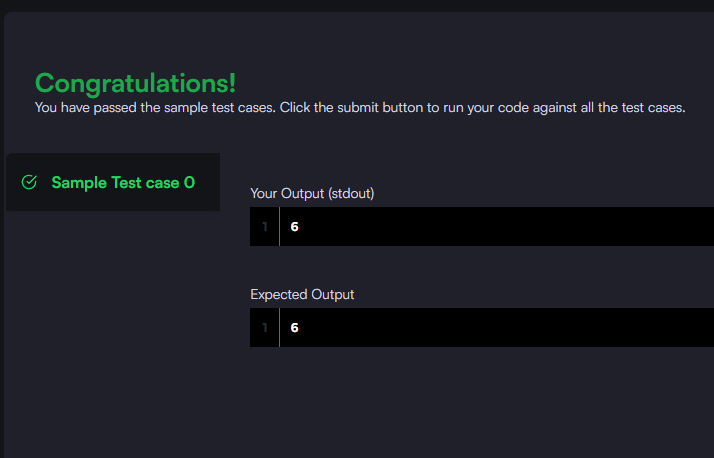 Congratulations!
You have passed the sample test cases. Click the submit button to run your code against all the test cases.
Sample Test case 0
Your Output (stdout)
1 6
Expected Output
1 6